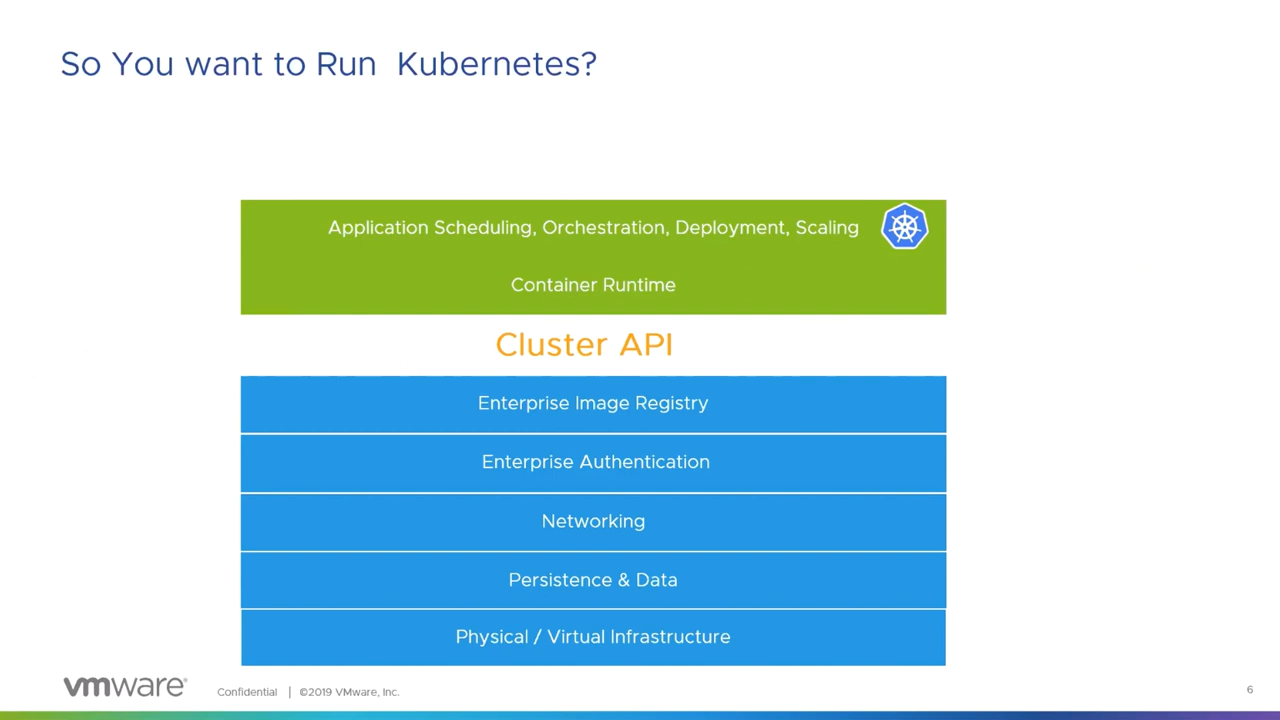 So You want to Run Kubernetes?
Application Scheduling, Orchestration, Deployment, Scaling
Container Runtime
Cluster API
Enterprise Image Registry
Enterprise Authentication
Networking
Persistence & Data
Physical / Virtual Infrastructure
vmware®
Confidential | ©2019 VMware, Inc.
6